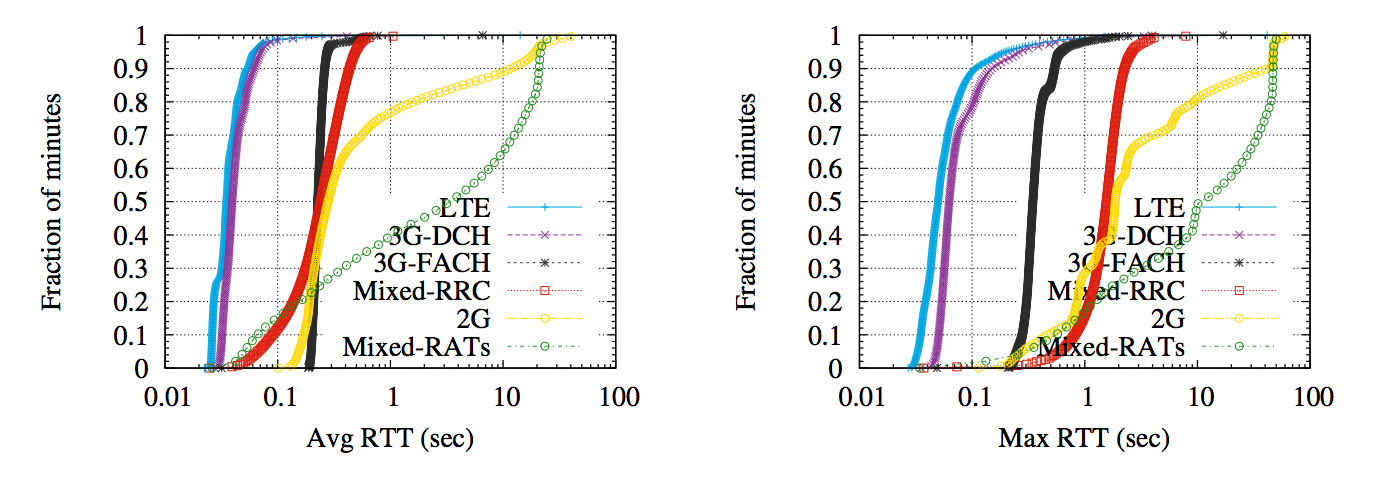 1
0.9
0.8
0.7
0.6
0.5
0.4
0.3
0.2
0.1
0
Fraction of minutes
0.01 0.1 1 10 100
Avg RTT (sec)
LTE
3G-DCH
3G-FACH
Mixed-RRC
2G
Mixed-RATs
1
0.9
0.8
0.7
0.6
0.5
0.4
0.3
0.2
0.1
0
Fraction of minutes
0.01 0.1 1 10 100
Max RTT (sec)
LTE
3G-DCH
3G-FACH
Mixed-RRC
2G
Mixed-RATs